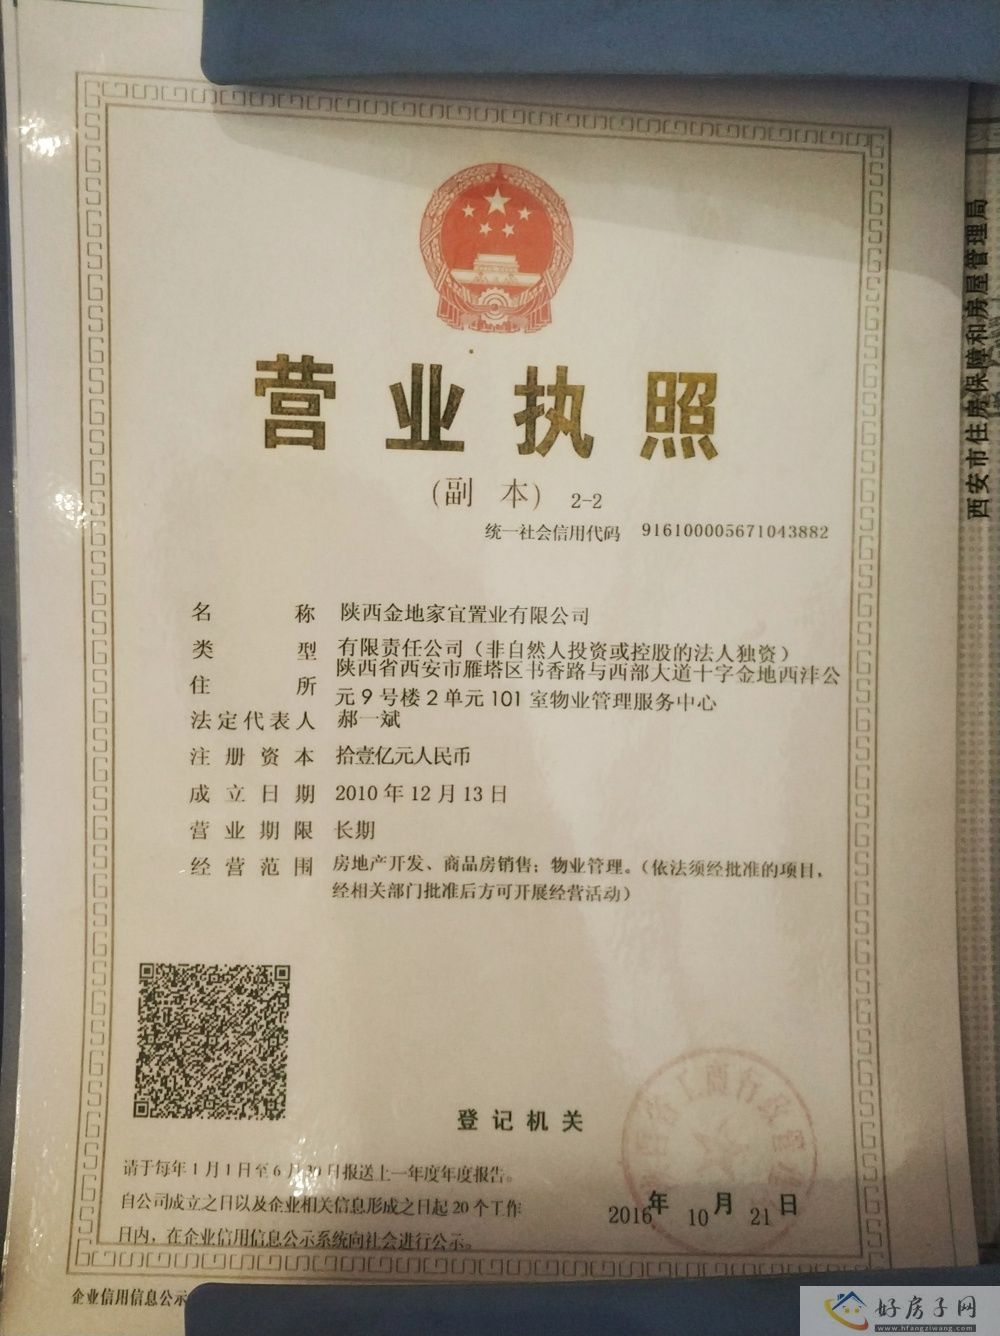 营业执照
(副 本) 2-2
统一社会信用代码 916100005671043882
名称 陕西金地家宜置业有限公司
类型 有限责任公司（非自然人投资或控股的法人独资）
住所 陕西省西安市雁塔区书香路与西部大道十字金地西沣公
元9号楼2单元101室物业管理服务中心
法定代表人 郝一斌
注册资本 拾壹亿元人民币
成立日期 2010年12月13日
营业期限 长期
经营范围 房地产开发、商品房销售；物业管理。（依法须经批准的项目，
经相关部门批准后方可开展经营活动）
登记机关
请于每年1月1日至6月30日报送上一年度年度报告。
自公司成立之日以及企业相关信息形成之日起20个工作
日内，在企业信用信息公示系统向社会进行公示。
2016年10月21日
企业信用信息公示
西安市住房保障和房屋管理局
好房子网
www.hfangziwang.com